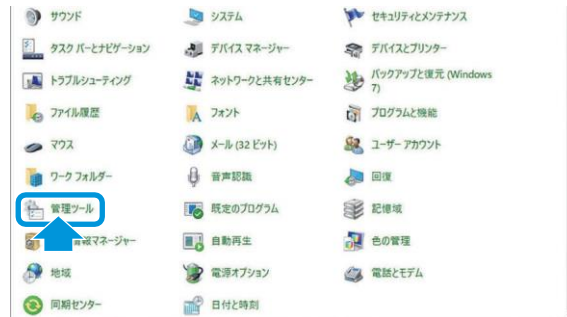 サウンド
システム
セキュリティとメンテナンス
タスク バーとナビゲーション
デバイス マネージャー
デバイスとプリンター
トラブルシューティング
ネットワークと共有センター
バックアップと復元 (Windows
7)
ファイル履歴
フォント
プログラムと機能
マウス
メール (32 ビット)
ユーザー アカウント
ワーク フォルダー
音声認識
回復
管理ツール
既定のプログラム
記憶域
マネージャー
自動再生
色の管理
地域
電源オプション
電話とモデム
同期センター
日付と時刻